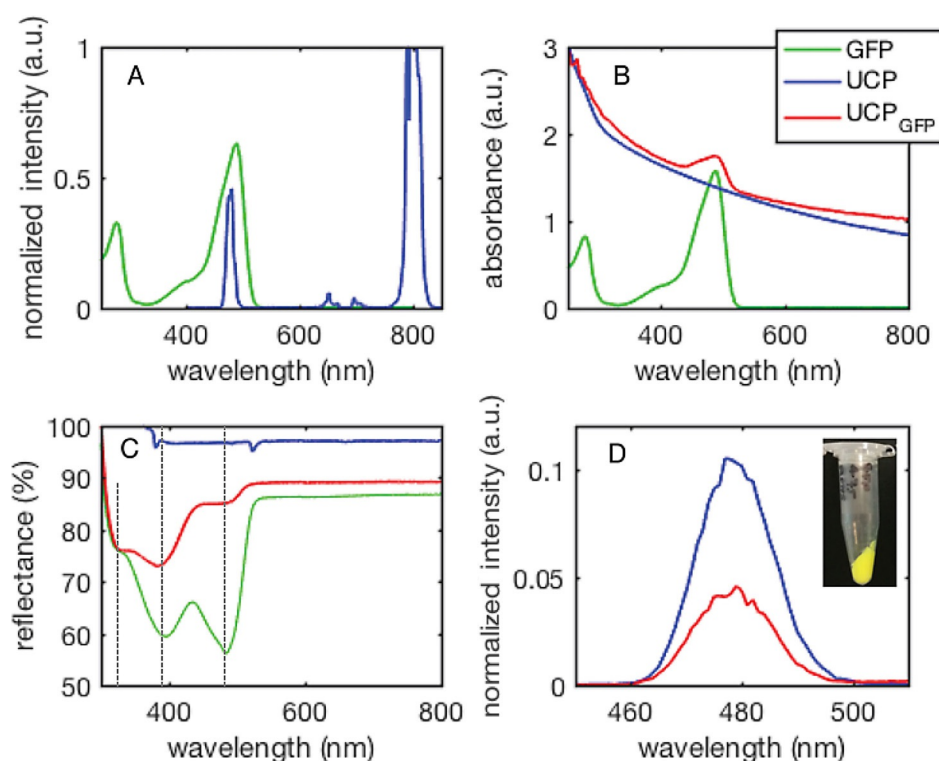 A
normalized intensity (a.u.)
1
0.5
0
400
600
800
wavelength (nm)
B
absorbance (a.u.)
3
2
1
0
400
600
800
wavelength (nm)
GFP
UCP
UCP GFP
C
reflectance (%)
100
90
80
70
60
50
400
600
800
wavelength (nm)
D
normalized intensity (a.u.)
0.1
0.05
0
460
480
500
wavelength (nm)